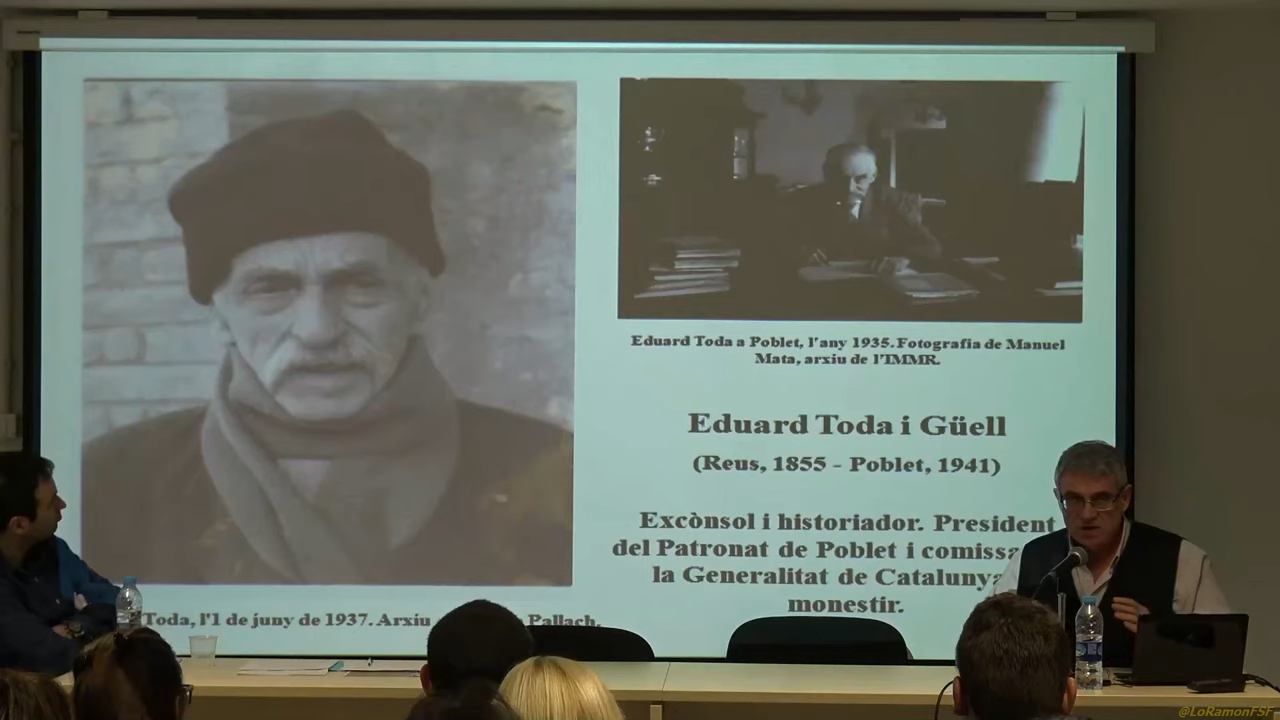 Eduard Toda a Poblet, l'any 1935. Fotografia de Manuel
Mata, arxiu de l'IMMR.
Eduard Toda i Güell
(Reus, 1855 - Poblet, 1941)
Excònsol i historiador. President
del Patronat de Poblet i
la Generalitat de Catalunya
monestir.
Toda, l'1 de juny de 1937. Arxiu
Pallach.
@LoRamonFSF